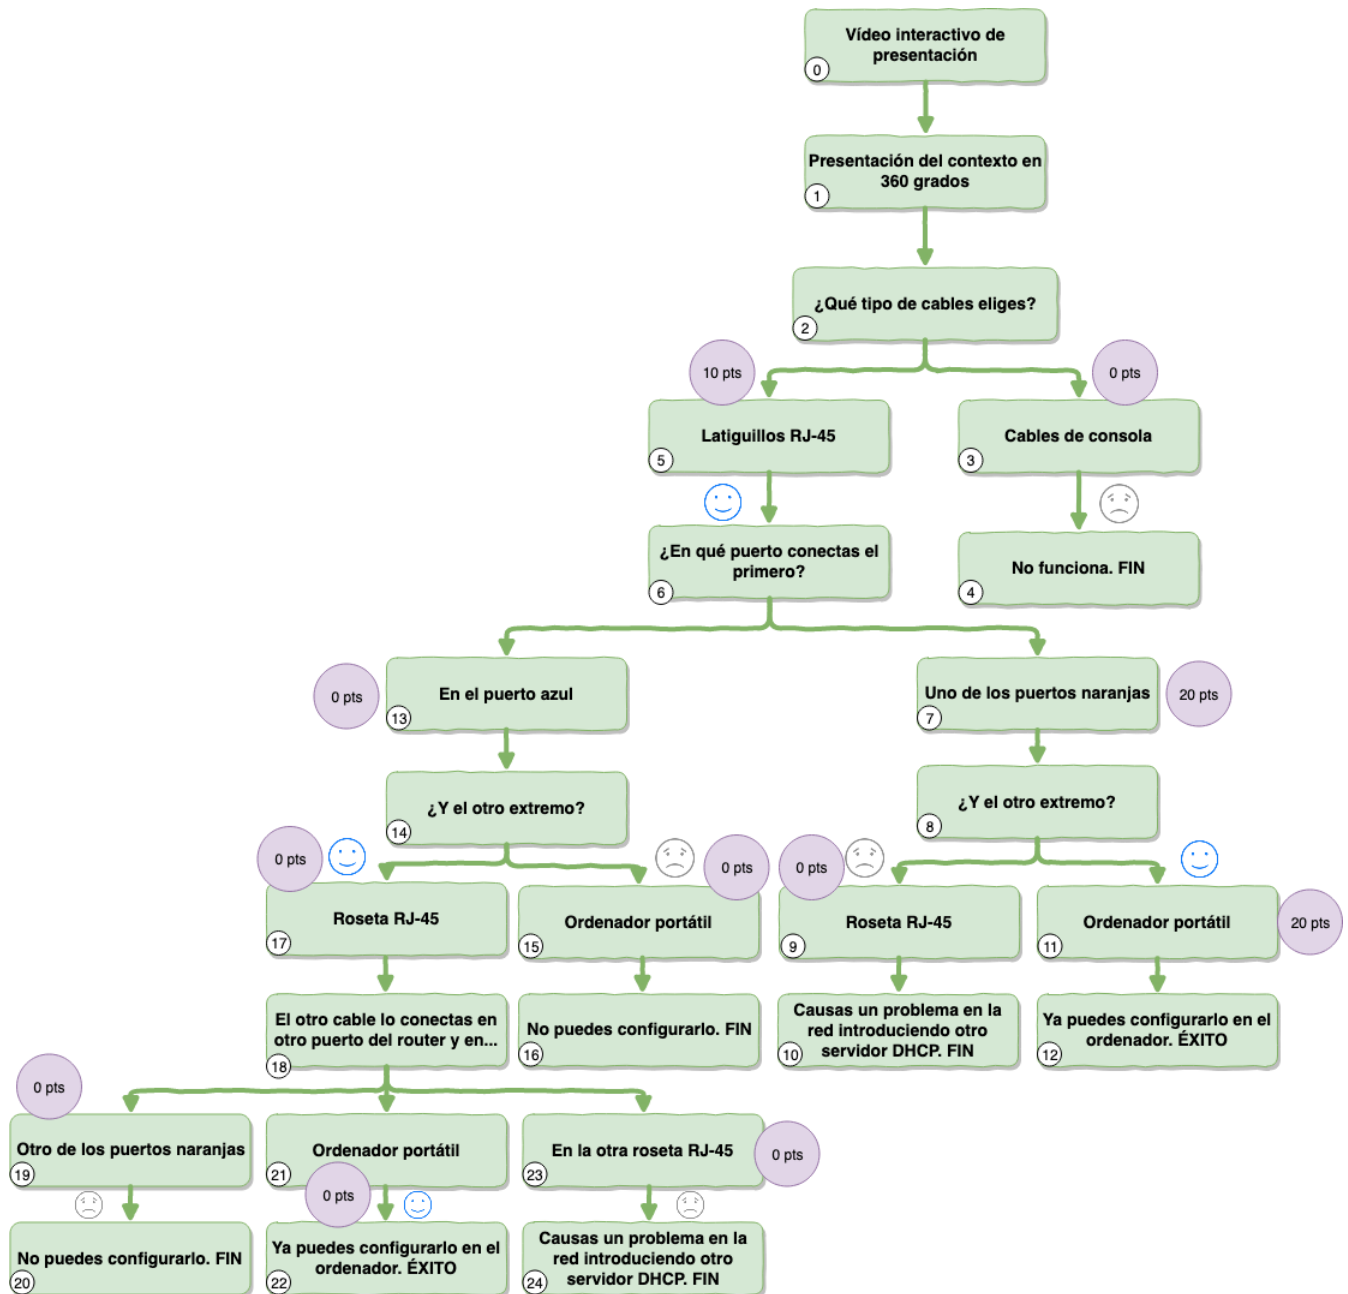 Vídeo interactivo de
presentación
0
Presentación del contexto en
360 grados
1
¿Qué tipo de cables eliges?
2
10 pts
0 pts
Latiguillos RJ-45
5
Cables de consola
3
¿En qué puerto conectas el
primero?
6
No funciona. FIN
4
0 pts
En el puerto azul
13
Uno de los puertos naranjas
7
20 pts
¿Y el otro extremo?
14
¿Y el otro extremo?
8
0 pts
0 pts
0 pts
Roseta RJ-45
17
Ordenador portátil
15
Roseta RJ-45
9
Ordenador portátil
11
20 pts
El otro cable lo conectas en
otro puerto del router y en...
18
No puedes configurarlo. FIN
16
Causas un problema en la
red introduciendo otro
servidor DHCP. FIN
10
Ya puedes configurarlo en el
ordenador. ÉXITO
12
0 pts
Otro de los puertos naranjas
19
Ordenador portátil
21
0 pts
En la otra roseta RJ-45
23
0 pts
No puedes configurarlo. FIN
20
Ya puedes configurarlo en el
ordenador. ÉXITO
22
Causas un problema en la
red introduciendo otro
servidor DHCP. FIN
24